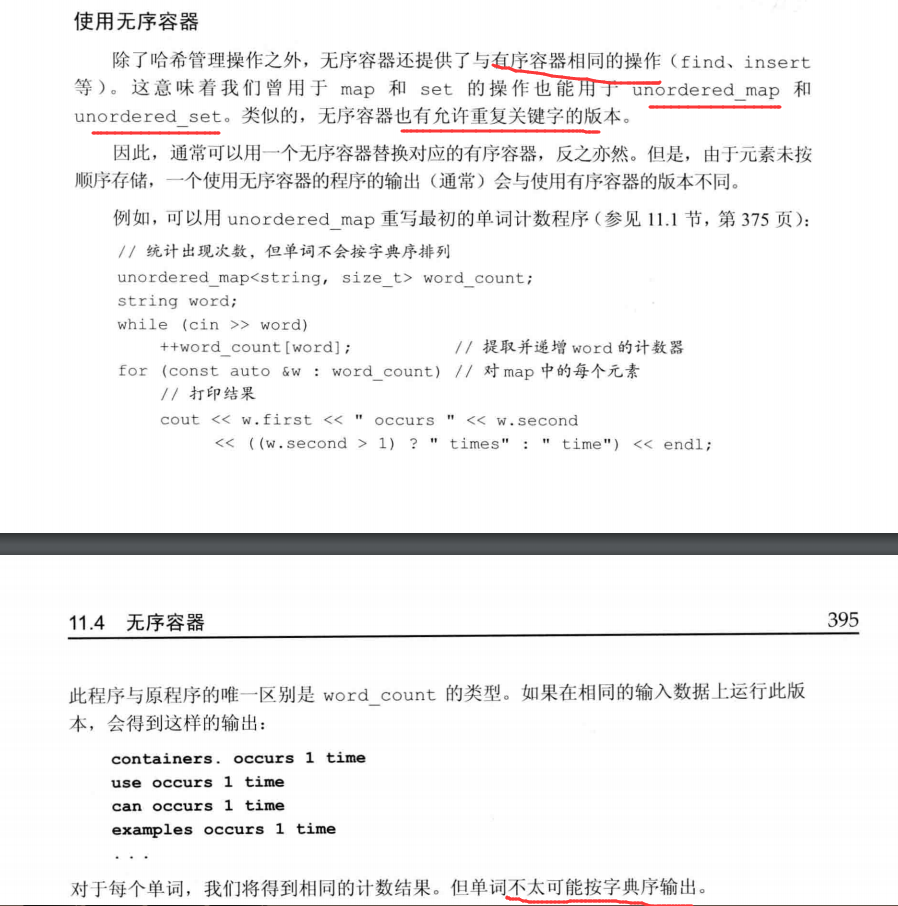 使用无序容器
除了哈希管理操作之外，无序容器还提供了与有序容器相同的操作（find、insert
等）。这意味着我们曾用于 map 和 set 的操作也能用于 unordered_map 和
unordered_set。类似的，无序容器也有允许重复关键字的版本。
因此，通常可以用一个无序容器替换对应的有序容器，反之亦然。但是，由于元素未按
顺序存储，一个使用无序容器的程序的输出（通常）会与使用有序容器的版本不同。
例如，可以用 unordered_map 重写最初的单词计数程序（参见 11.1 节，第 375 页）：
// 统计出现次数，但单词不会按字典序排列
unordered_map<string, size_t> word_count;
string word;
while (cin >> word)
++word_count[word]; // 提取并递增 word 的计数器
for (const auto &w : word_count) // 对 map 中的每个元素
// 打印结果
cout << w.first << " occurs " << w.second
<< ((w.second > 1) ? " times" : " time") << endl;
11.4 无序容器 395
此程序与原程序的唯一区别是 word_count 的类型。如果在相同的输入数据上运行此版
本，会得到这样的输出：
containers. occurs 1 time
use occurs 1 time
can occurs 1 time
examples occurs 1 time
...
对于每个单词，我们将得到相同的计数结果。但单词不太可能按字典序输出。